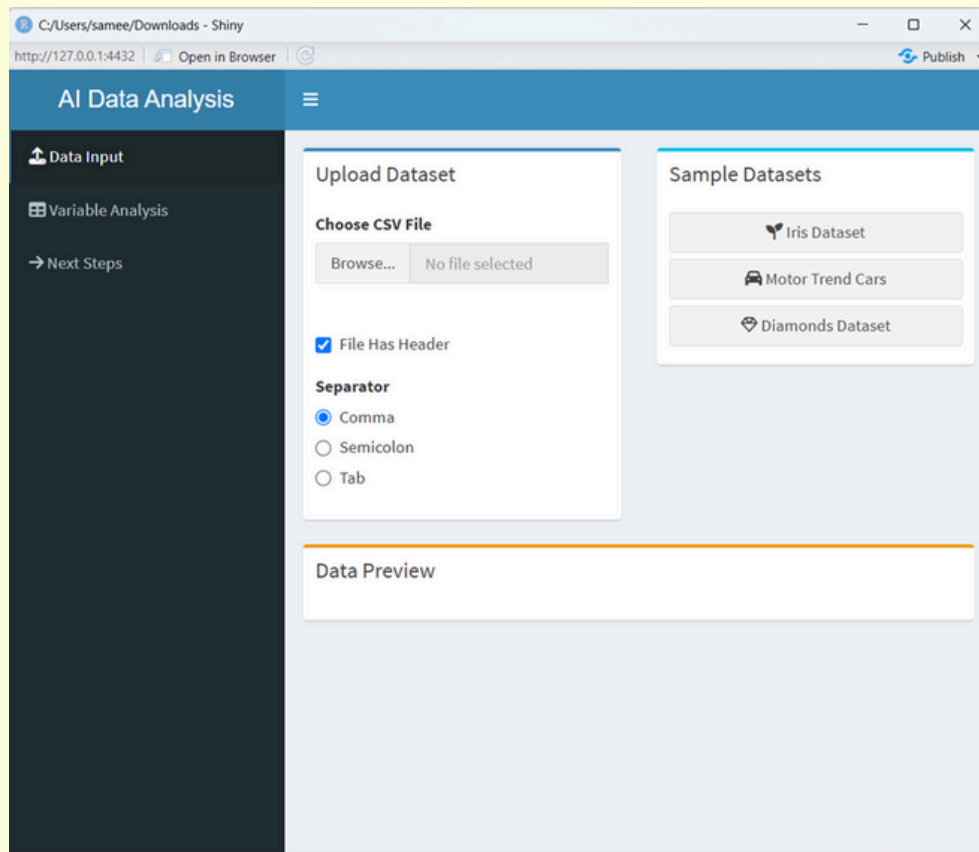 C:/Users/samee/Downloads - Shiny
http://127.0.0.1:4432 Open in Browser Publish
AI Data Analysis
Data Input
Variable Analysis
Next Steps
Upload Dataset
Choose CSV File
Browse... No file selected
File Has Header
Separator
Comma
Semicolon
Tab
Sample Datasets
Iris Dataset
Motor Trend Cars
Diamonds Dataset
Data Preview